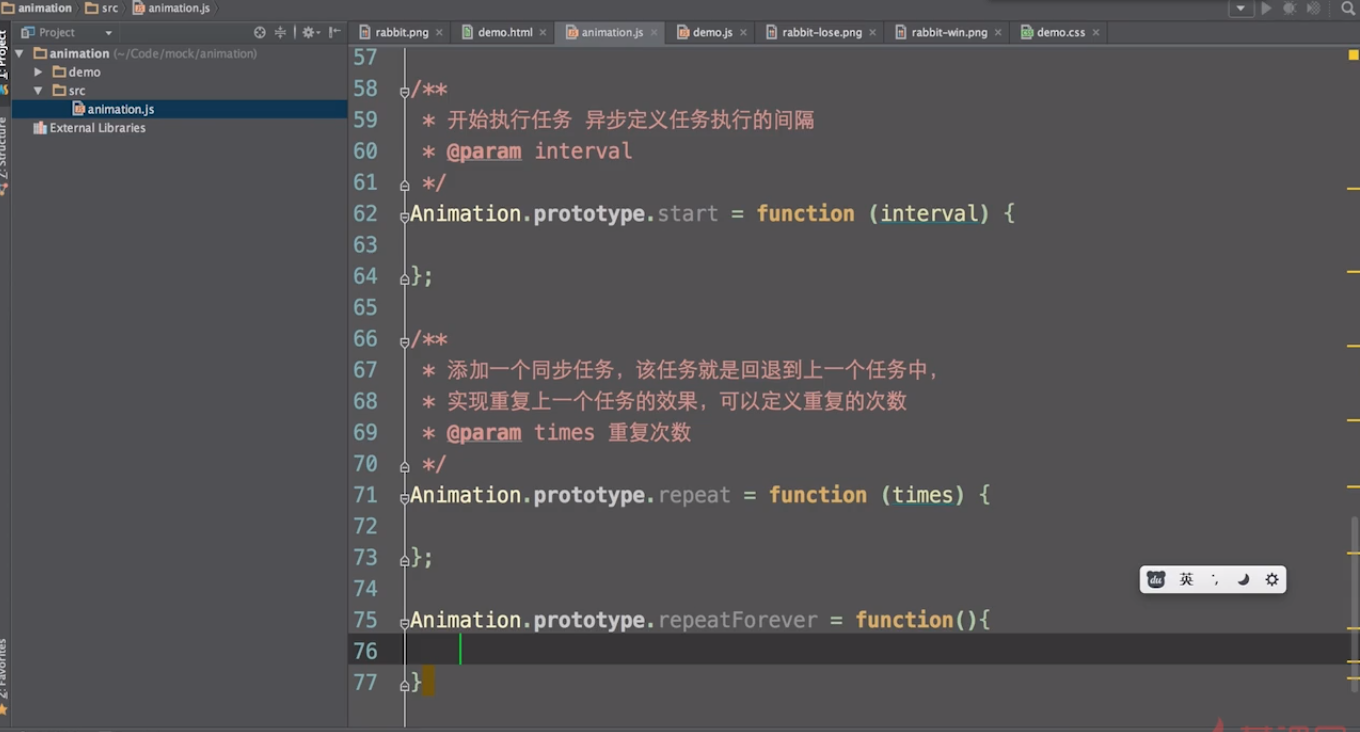 animation src animation.js
Project
rabbit.png demo.html animation.js demo.js rabbit-lose.png rabbit-win.png demo.css
animation (~/Code/mock/animation)
demo
src
animation.js
External Libraries
1: Project
Z: Structure
2: Favorites
57
58 /**
59 * 开始执行任务 异步定义任务执行的间隔
60 * @param interval
61 */
62 Animation.prototype.start = function (interval) {
63
64 };
65
66 /**
67 * 添加一个同步任务，该任务就是回退到上一个任务中，
68 * 实现重复上一个任务的效果，可以定义重复的次数
69 * @param times 重复次数
70 */
71 Animation.prototype.repeat = function (times) {
72
73 };
74
75 Animation.prototype.repeatForever = function(){
76
77 }
du 英